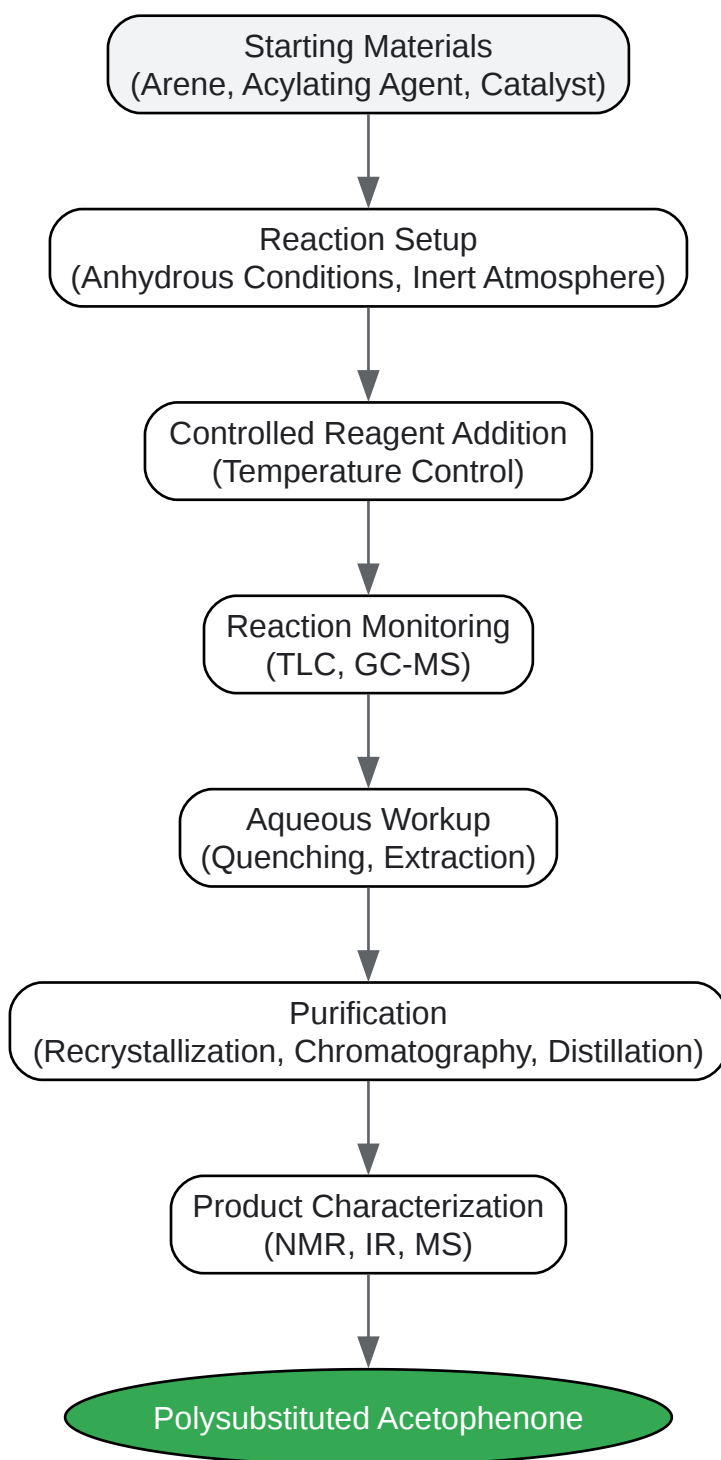 Starting Materials
(Arene, Acylating Agent, Catalyst)
Reaction Setup
(Anhydrous Conditions, Inert Atmosphere)
Controlled Reagent Addition
(Temperature Control)
Reaction Monitoring
(TLC, GC-MS)
Aqueous Workup
(Quenching, Extraction)
Purification
(Recrystallization, Chromatography, Distillation)
Product Characterization
(NMR, IR, MS)
Polysubstituted Acetophenone